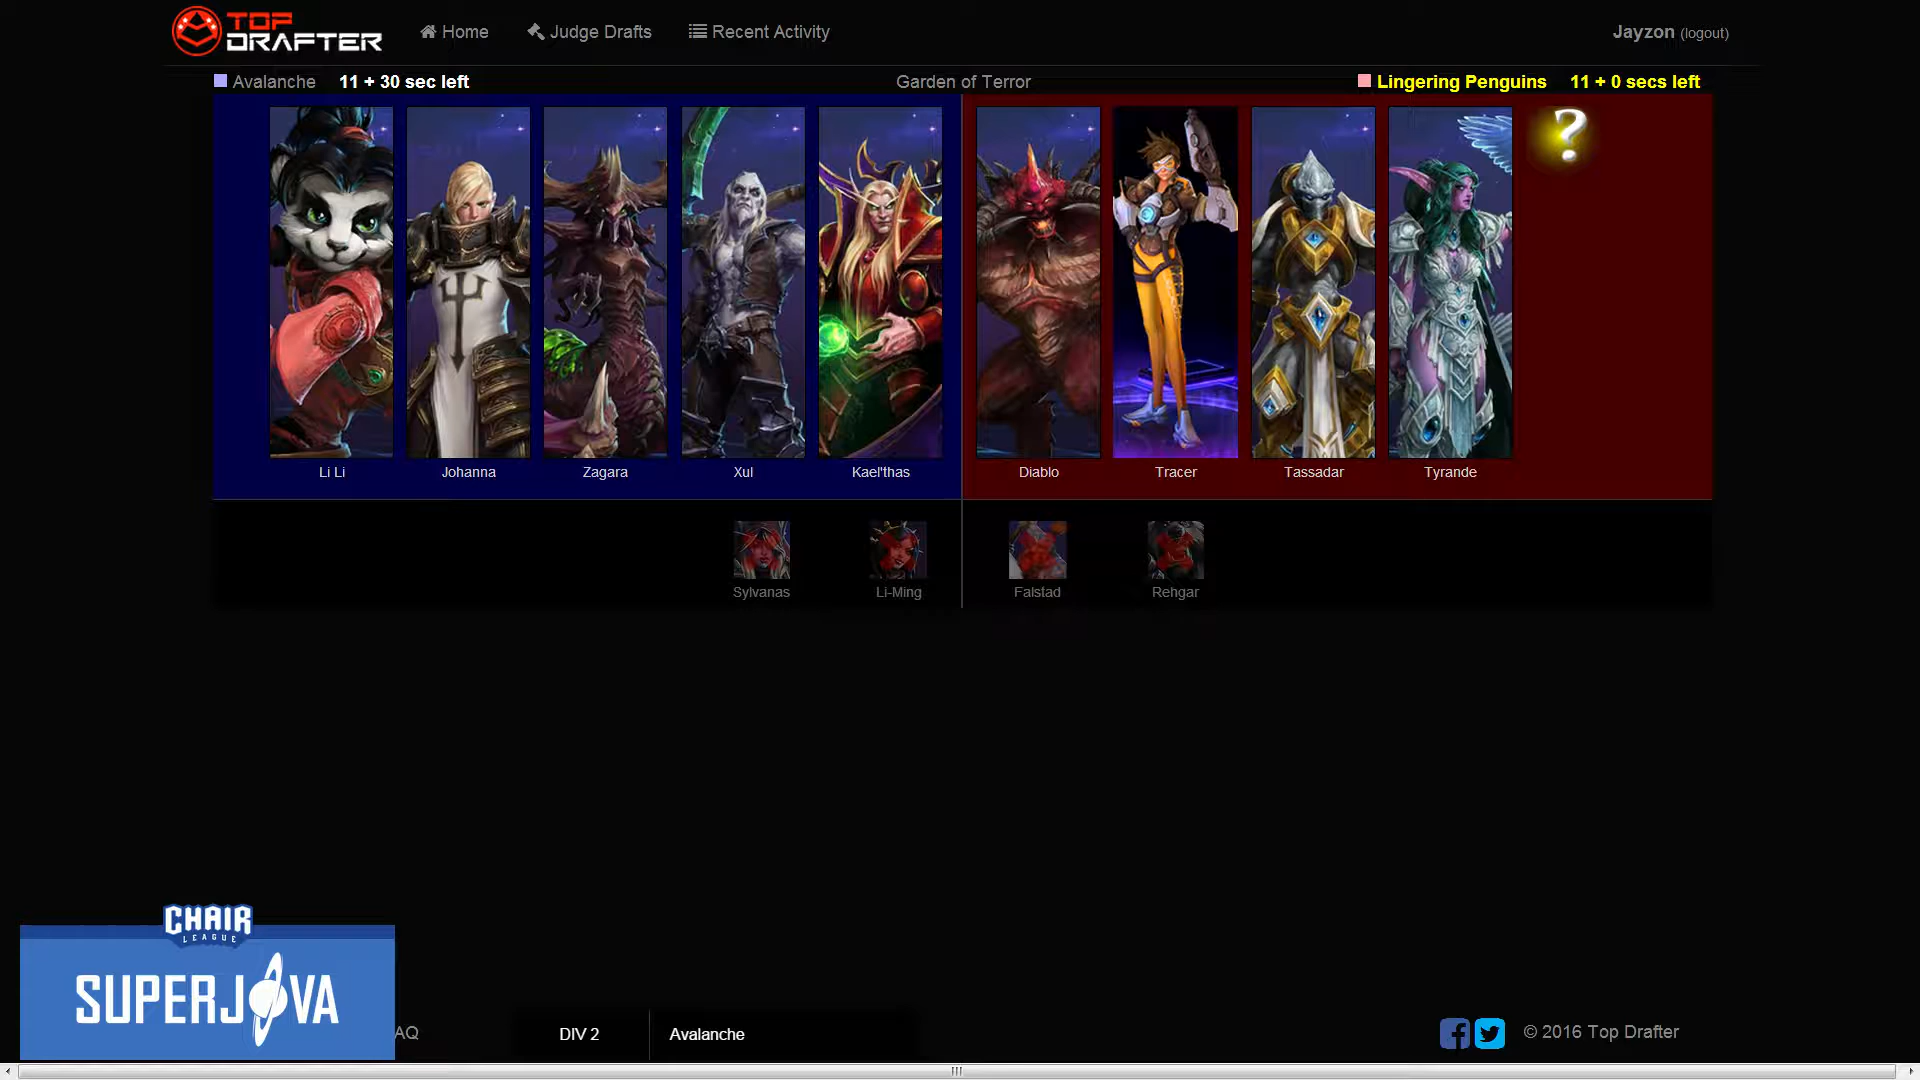 TOP DRAFTER
Home
Judge Drafts
Recent Activity
Jayzon (logout)
Avalanche 11 + 30 sec left
Garden of Terror
Lingering Penguins 11 + 0 secs left
?
Li Li
Johanna
Zagara
Xul
Kael'thas
Diablo
Tracer
Tassadar
Tyrande
Sylvanas
Li-Ming
Falstad
Rehgar
CHAIR
LEAGUE
SUPERJOVA
AQ
DIV 2
Avalanche
© 2016 Top Drafter